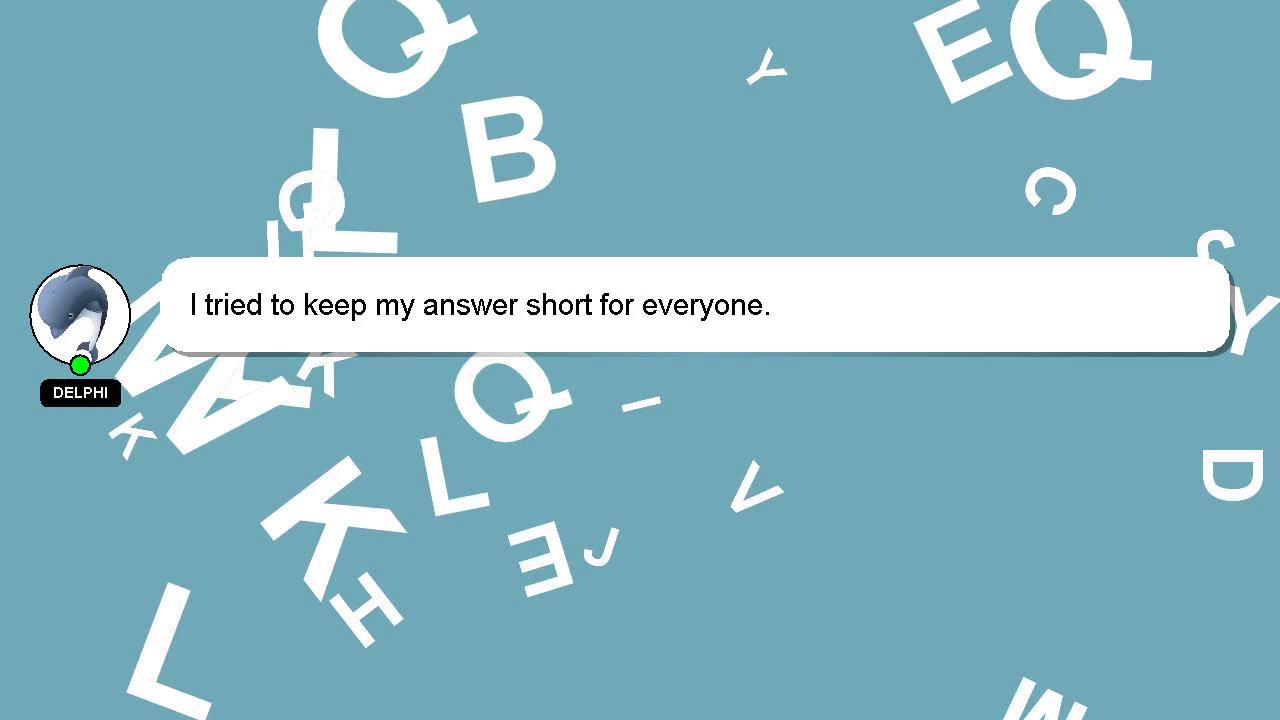 I tried to keep my answer short for everyone.
DELPHI
Q
E
Q
Y
B
L
Q
C
S
Y
K
K
Q
I
L
K
V
D
E
J
H
L
W